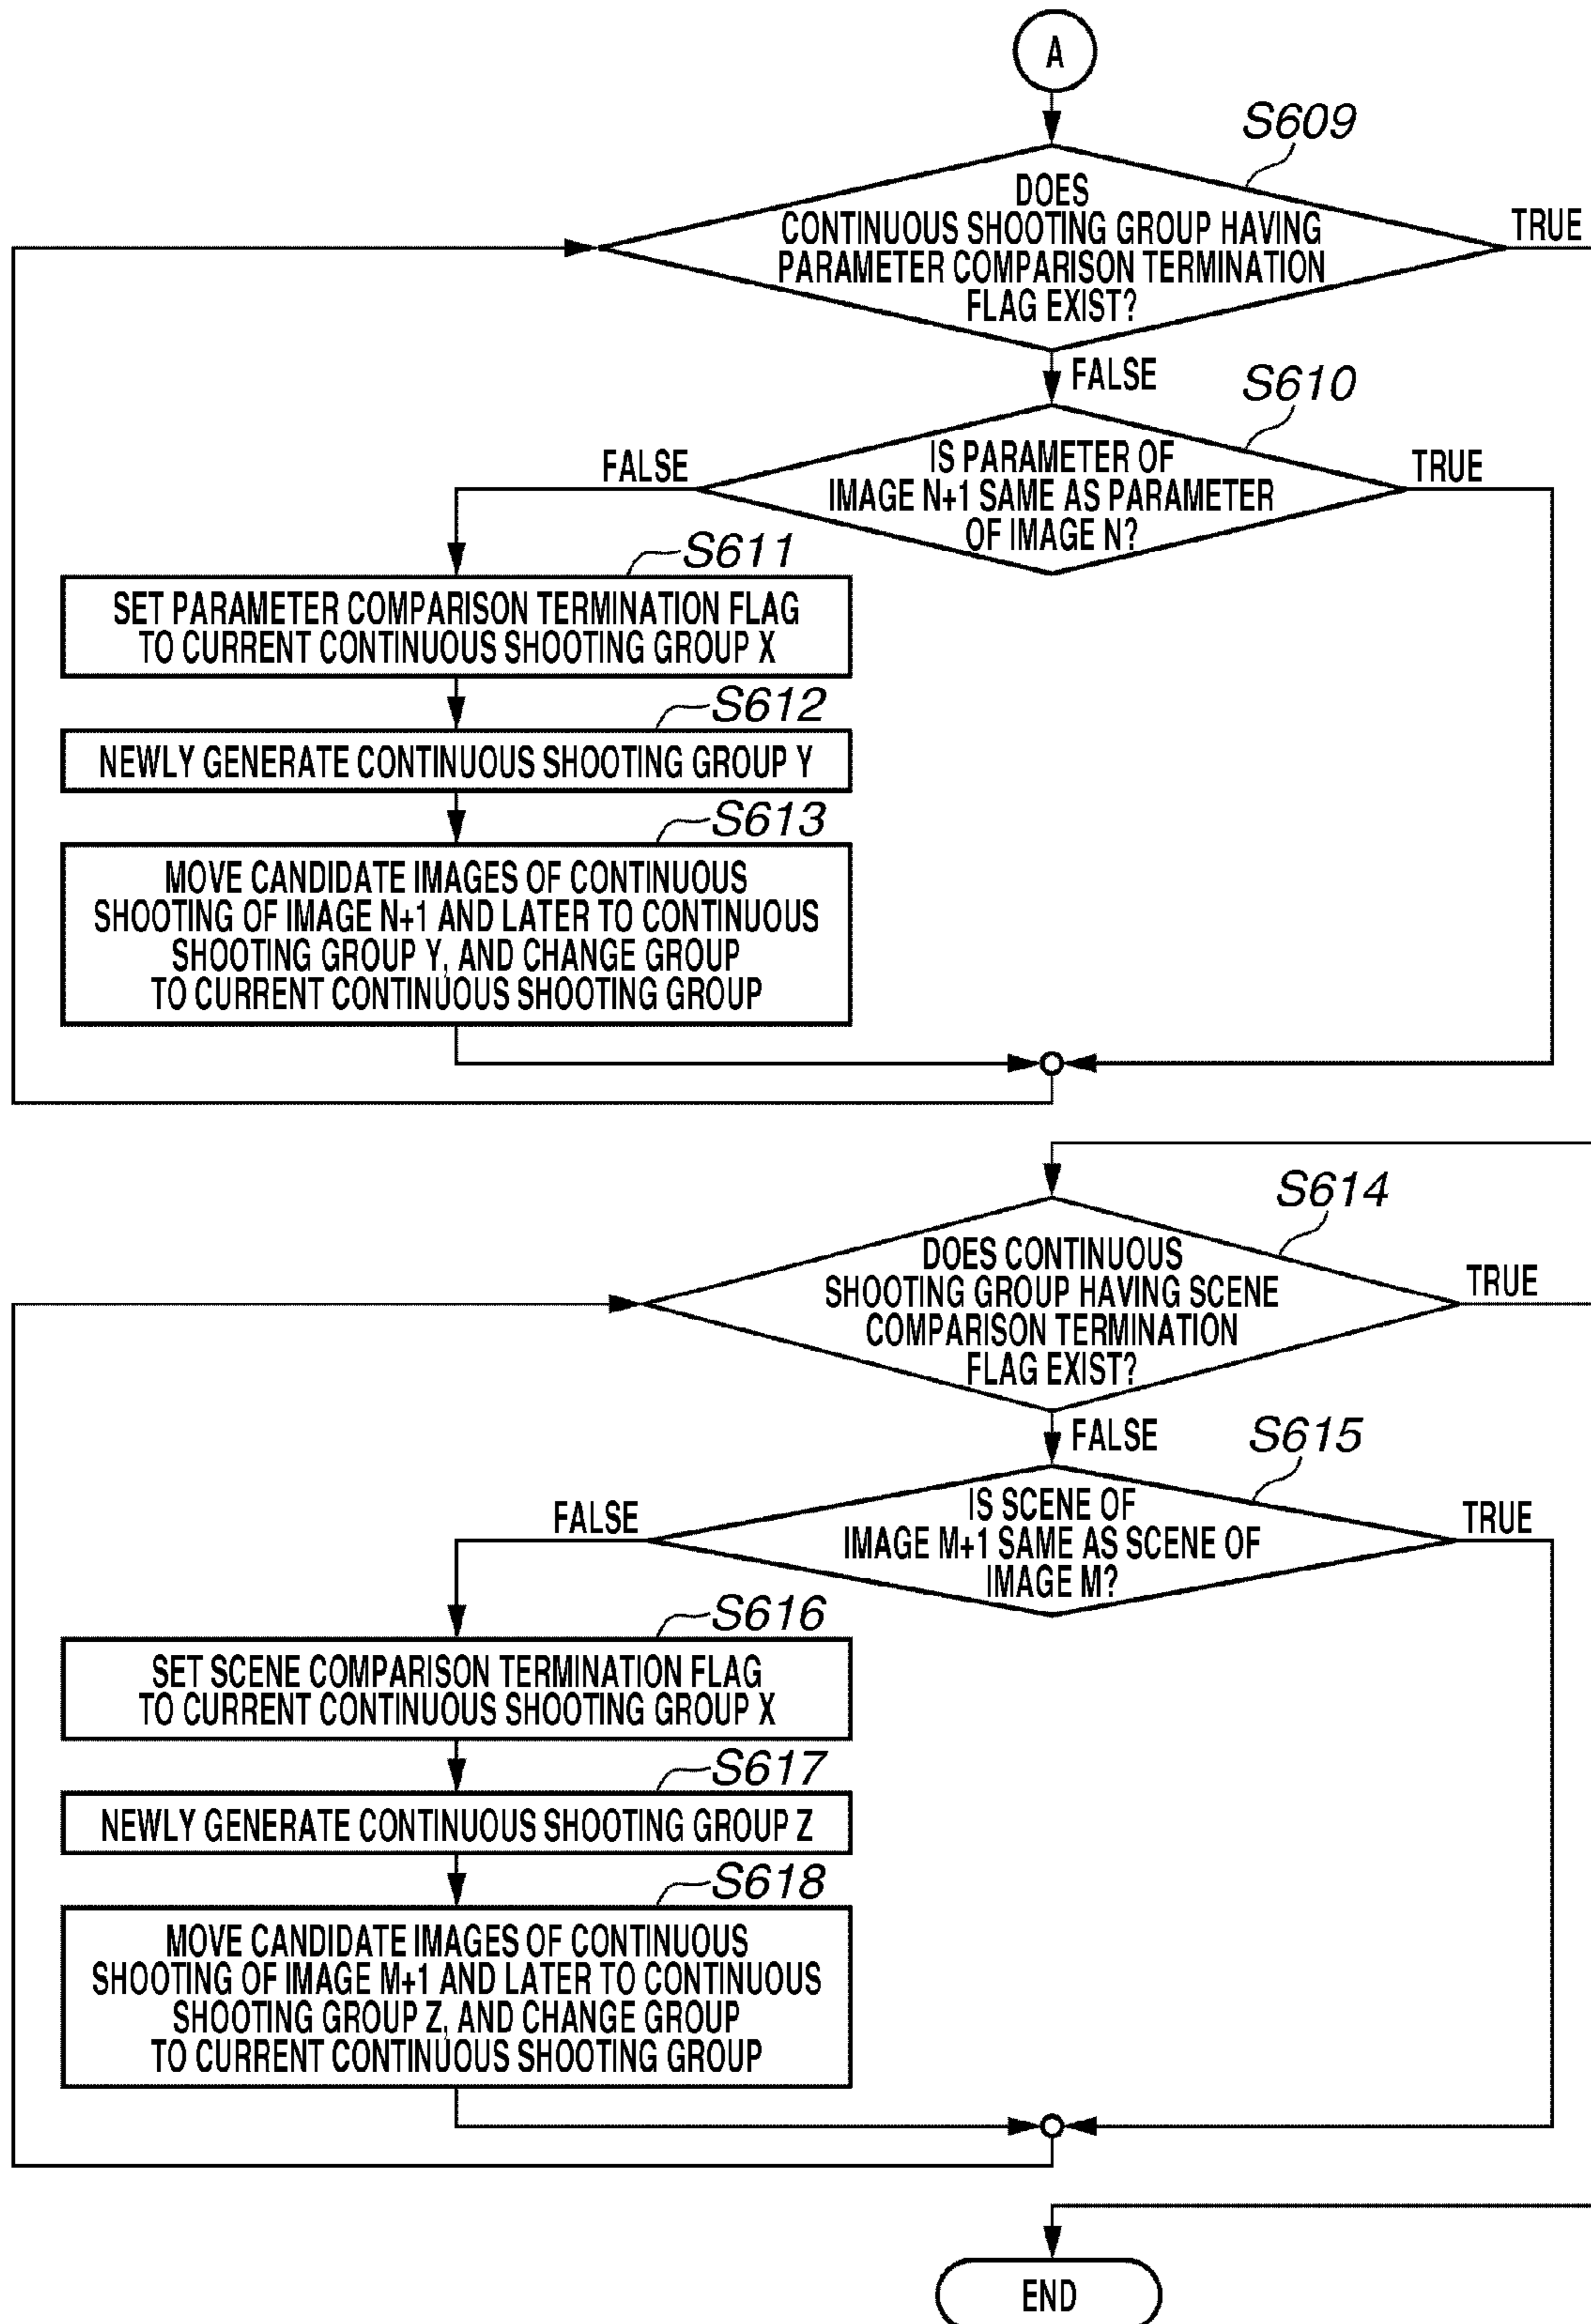 A
S609
DOES
CONTINUOUS SHOOTING GROUP HAVING
PARAMETER COMPARISON TERMINATION
FLAG EXIST?
TRUE
FALSE
S610
IS PARAMETER OF
IMAGE N+1 SAME AS PARAMETER
OF IMAGE N?
FALSE
TRUE
S611
SET PARAMETER COMPARISON TERMINATION FLAG
TO CURRENT CONTINUOUS SHOOTING GROUP X
S612
NEWLY GENERATE CONTINUOUS SHOOTING GROUP Y
S613
MOVE CANDIDATE IMAGES OF CONTINUOUS
SHOOTING OF IMAGE N+1 AND LATER TO CONTINUOUS
SHOOTING GROUP Y, AND CHANGE GROUP
TO CURRENT CONTINUOUS SHOOTING GROUP
S614
DOES CONTINUOUS
SHOOTING GROUP HAVING SCENE
COMPARISON TERMINATION
FLAG EXIST?
TRUE
FALSE
S615
IS SCENE OF
IMAGE M+1 SAME AS SCENE OF
IMAGE M?
FALSE
TRUE
S616
SET SCENE COMPARISON TERMINATION FLAG
TO CURRENT CONTINUOUS SHOOTING GROUP X
S617
NEWLY GENERATE CONTINUOUS SHOOTING GROUP Z
S618
MOVE CANDIDATE IMAGES OF CONTINUOUS
SHOOTING OF IMAGE M+1 AND LATER TO CONTINUOUS
SHOOTING GROUP Z, AND CHANGE GROUP
TO CURRENT CONTINUOUS SHOOTING GROUP
END